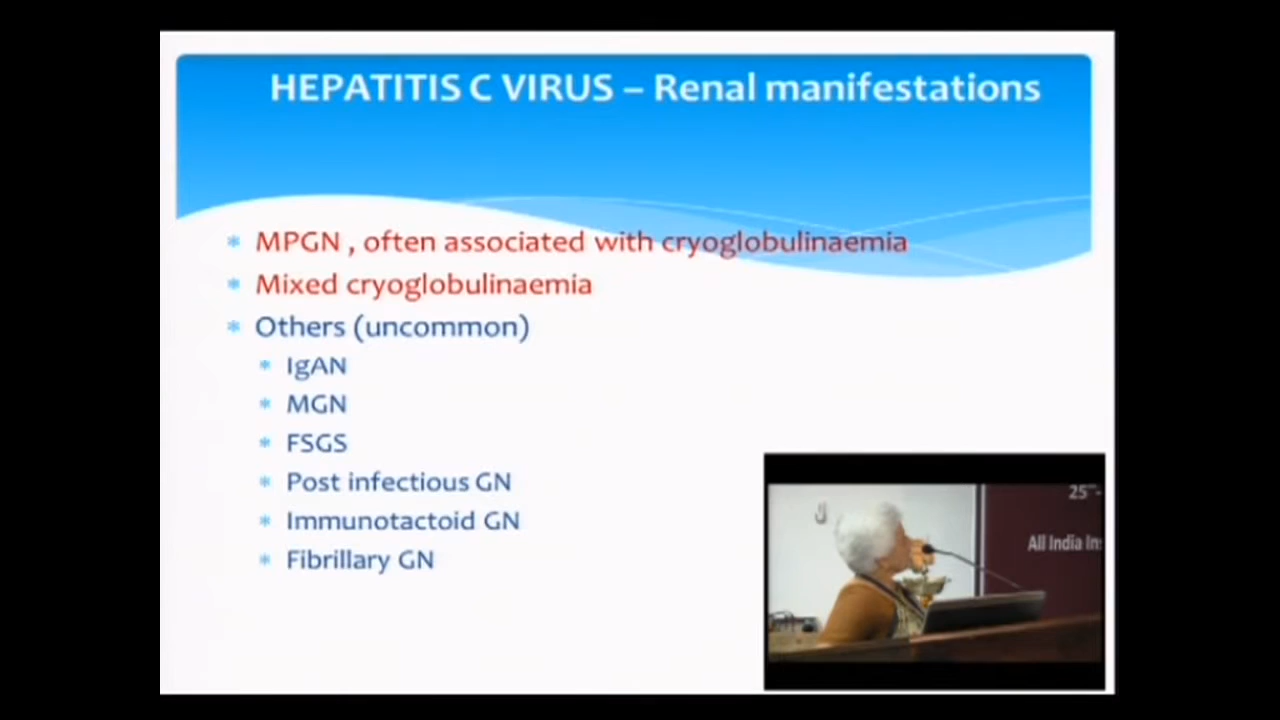 HEPATITIS C VIRUS – Renal manifestations
* MPGN , often associated with cryoglobulinaemia
* Mixed cryoglobulinaemia
* Others (uncommon)
* IgAN
* MGN
* FSGS
* Post infectious GN
* Immunotactoid GN
* Fibrillary GN
25
All India